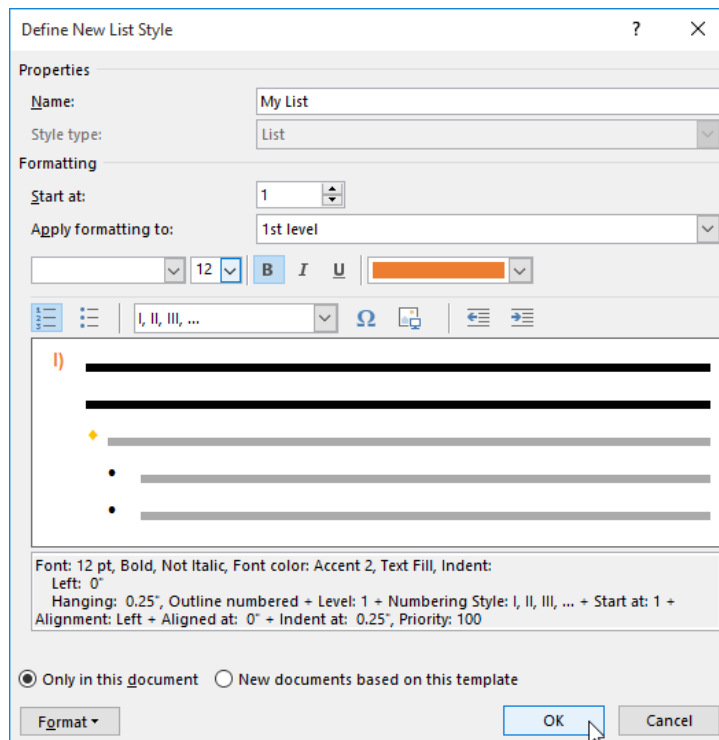 Define New List Style ?
Properties
Name: My List
Style type: List
Formatting
Start at: 1
Apply formatting to: 1st level
12 B I U
1 2 3 I, II, III, ... Ω
I)
Font: 12 pt, Bold, Not Italic, Font color: Accent 2, Text Fill, Indent:
Left: 0"
Hanging: 0.25", Outline numbered + Level: 1 + Numbering Style: I, II, III, ... + Start at: 1 +
Alignment: Left + Aligned at: 0" + Indent at: 0.25", Priority: 100
Only in this document New documents based on this template
Format OK Cancel